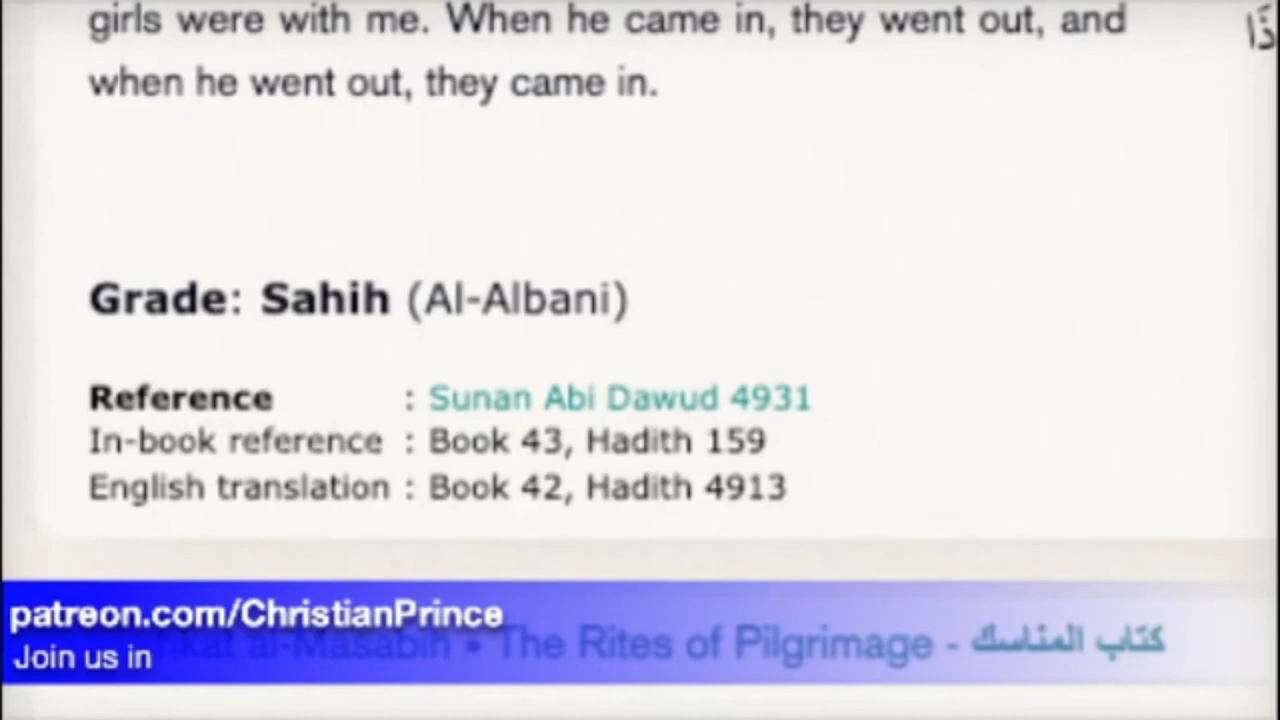 girls were with me. When he came in, they went out, and
when he went out, they came in.
Grade: Sahih (Al-Albani)
Reference : Sunan Abi Dawud 4931
In-book reference : Book 43, Hadith 159
English translation : Book 42, Hadith 4913
patreon.com/ChristianPrince
al-Masabih » The Rites of Pilgrimage - كتاب المناسك
Join us in